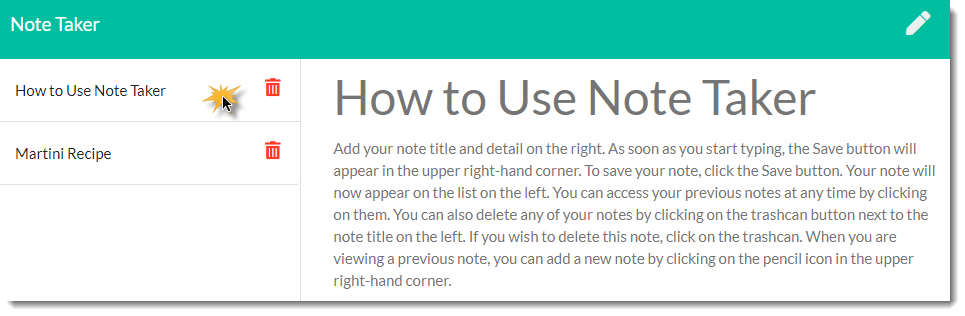 Note Taker
How to Use Note Taker
Martini Recipe
How to Use Note Taker
Add your note title and detail on the right. As soon as you start typing, the Save button will
appear in the upper right-hand corner. To save your note, click the Save button. Your note will
now appear on the list on the left. You can access your previous notes at any time by clicking
on them. You can also delete any of your notes by clicking on the trashcan button next to the
note title on the left. If you wish to delete this note, click on the trashcan. When you are
viewing a previous note, you can add a new note by clicking on the pencil icon in the upper
right-hand corner.